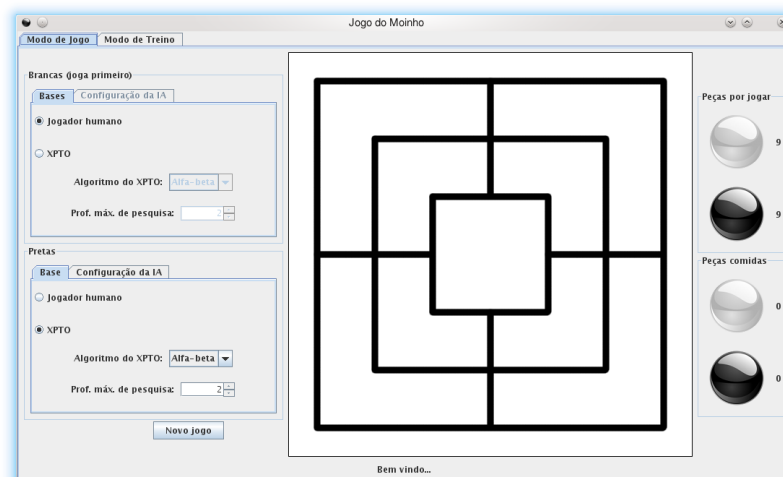 Jogo do Moinho
Modo de Jogo Modo de Treino
Brancas (joga primeiro)
Bases Configuração da IA
Jogador humano
XPTO
Algoritmo do XPTO: Alfa-beta
Prof. máx. de pesquisa: 2
Pretas
Base Configuração da IA
Jogador humano
XPTO
Algoritmo do XPTO: Alfa-beta
Prof. máx. de pesquisa: 2
Novo jogo
Peças por jogar
9
9
Peças comidas
0
0
Bem vindo...